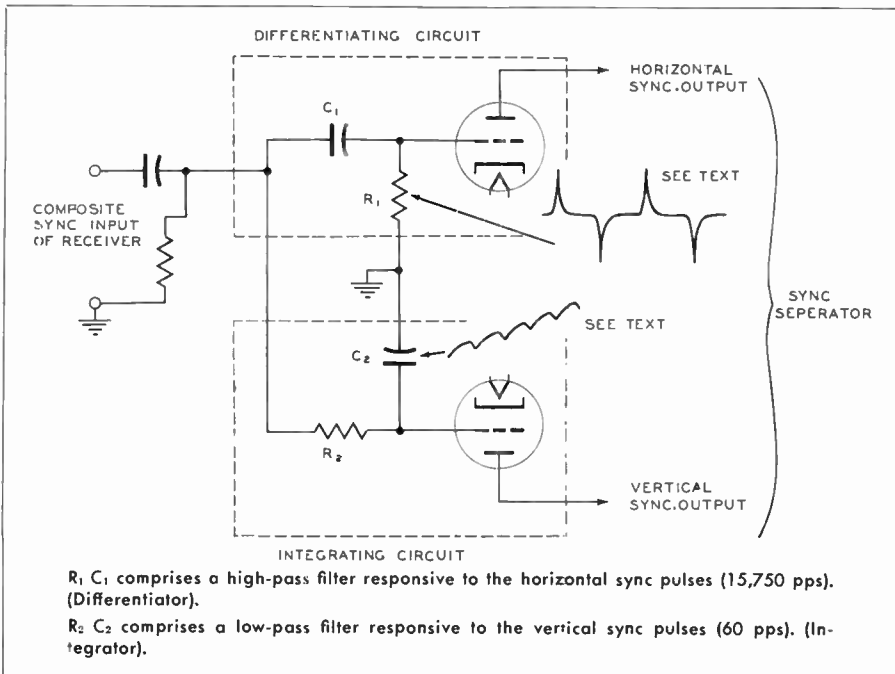 DIFFERENTIATING CIRCUIT
HORIZONTAL
SYNC.OUTPUT
C₁
SEE TEXT
R₁
COMPOSITE
SYNC INPUT
OF RECEIVER
SYNC
SEPERATOR
SEE TEXT
C₂
R₂
VERTICAL
SYNC.OUTPUT
INTEGRATING CIRCUIT
R₁ C₁ comprises a high-pass filter responsive to the horizontal sync pulses (15,750 pps).
(Differentiator).
R₂ C₂ comprises a low-pass filter responsive to the vertical sync pulses (60 pps). (In-
tegrator).